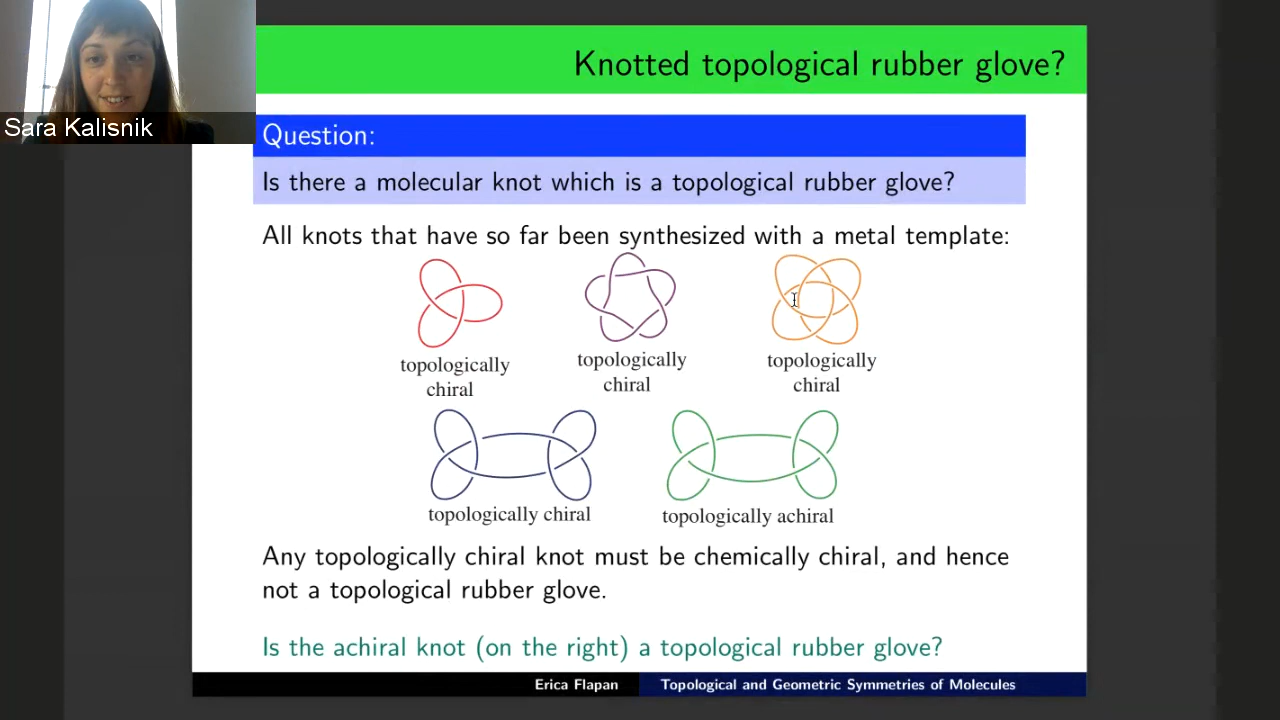 Knotted topological rubber glove?
Sara Kalisnik
Question:
Is there a molecular knot which is a topological rubber glove?
All knots that have so far been synthesized with a metal template:
topologically
chiral
topologically
chiral
topologically
chiral
topologically chiral
topologically achiral
Any topologically chiral knot must be chemically chiral, and hence
not a topological rubber glove.
Is the achiral knot (on the right) a topological rubber glove?
Erica Flapan
Topological and Geometric Symmetries of Molecules